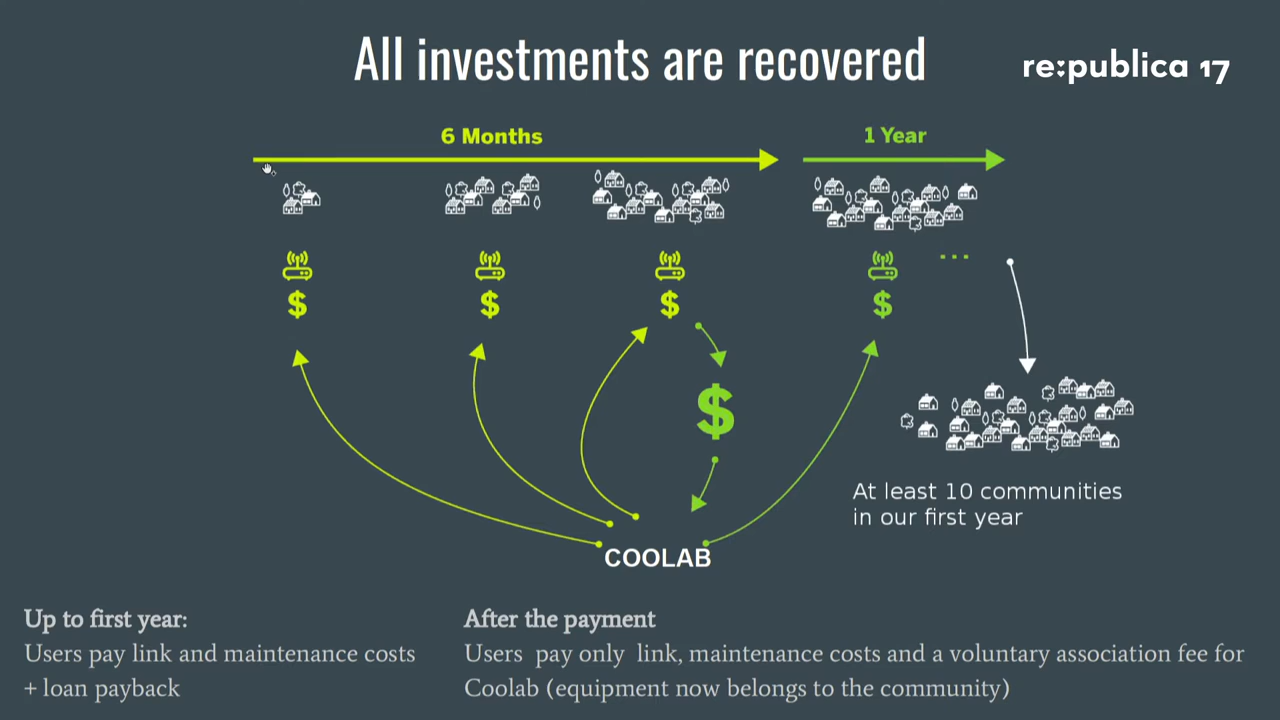 All investments are recovered
re:publica 17
6 Months
1 Year
$
$
$
$
...
$
At least 10 communities
in our first year
COOLAB
Up to first year:
Users pay link and maintenance costs
+ loan payback
After the payment
Users pay only link, maintenance costs and a voluntary association fee for
Coolab (equipment now belongs to the community)